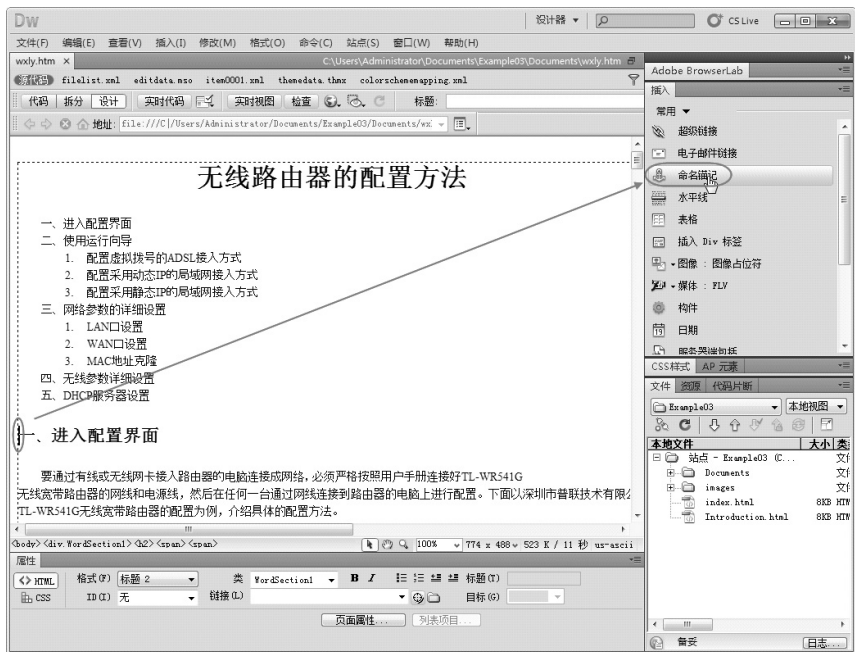 Dw 设计器 CS Live
文件(F) 编辑(E) 查看(V) 插入(I) 修改(M) 格式(O) 命令(C) 站点(S) 窗口(W) 帮助(H)
wxly.htm × C:\Users\Administrator\Documents\Example03\Documents\wxly.htm
源代码 filelist.xml editdata.mso item0001.xml themedata.thmx colorschememapping.xml
代码 拆分 设计 实时代码 实时视图 检查 标题:
地址: file:///C|/Users/Administrator/Documents/Example03/Documents/wx
无线路由器的配置方法
一、进入配置界面
二、使用运行向导
1. 配置虚拟拨号的ADSL接入方式
2. 配置采用动态IP的局域网接入方式
3. 配置采用静态IP的局域网接入方式
三、网络参数的详细设置
1. LAN口设置
2. WAN口设置
3. MAC地址克隆
四、无线参数详细设置
五、DHCP服务器设置
一、进入配置界面
要通过有线或无线网卡接入路由器的电脑连接成网络,必须严格按照用户手册连接好TL-WR541G
无线宽带路由器的网线和电源线,然后在任何一台通过网线连接到路由器的电脑上进行配置。下面以深圳市普联技术有限
TL-WR541G无线宽带路由器的配置为例,介绍具体的配置方法。
<body> <div.WordSection1> <h2> <span> <span> 100% 774 x 488 523 K / 11 秒 us-ascii
属性
<> HTML 格式(F) 标题 2 类 WordSection1 B I 标题(T)
CSS ID(I) 无 链接(L) 目标(G)
页面属性... 列表项目...
Adobe BrowserLab
插入
常用
超级链接
电子邮件链接
命名锚记
水平线
表格
插入 Div 标签
图像 : 图像占位符
媒体 : FLV
构件
日期
服务器端包括
CSS样式 AP 元素
文件 资源 代码片断
Example03 本地视图
本地文件 大小 类
站点 - Example03 (C... 文
Documents 文
images 文
index.html 8KB HTM
Introduction.html 8KB HTM
备妥 日志...